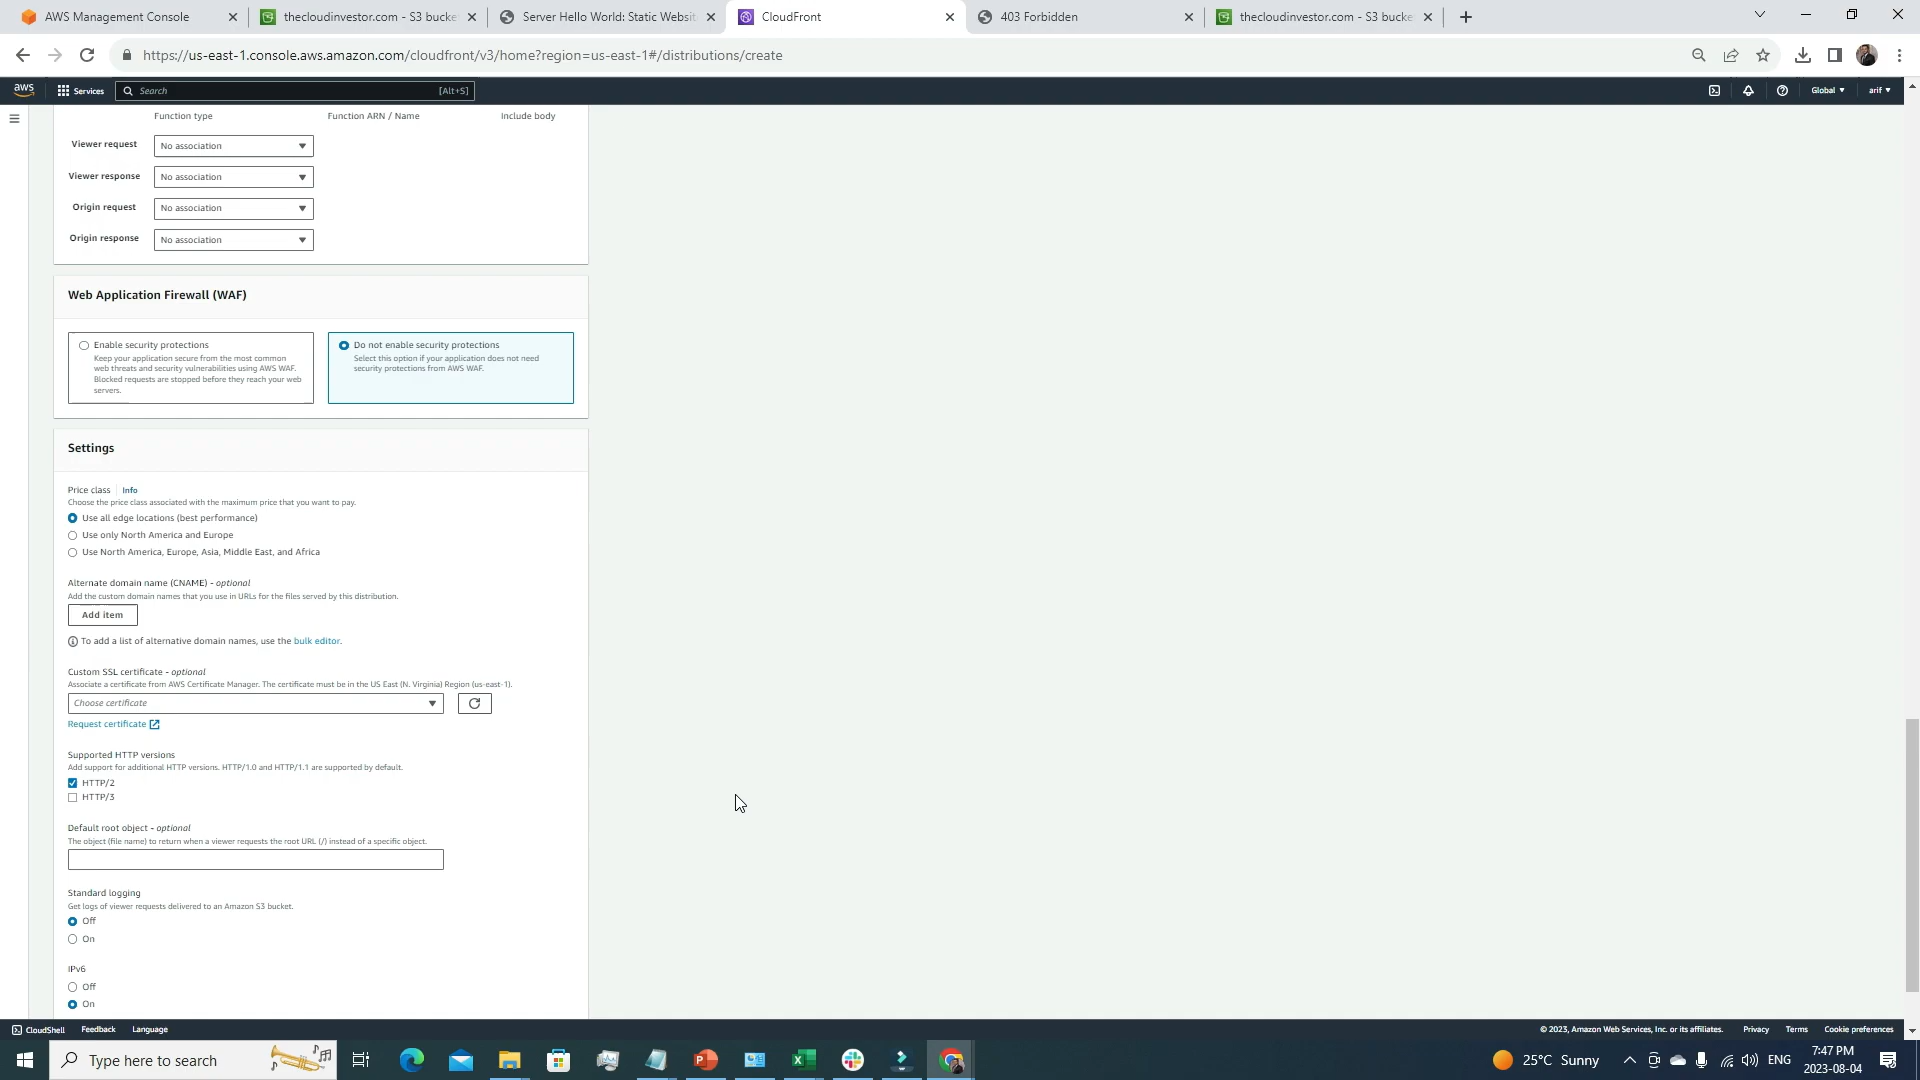 AWS Management Console
thecloudinvestor.com - S3 bucke
Server Hello World: Static Websit
CloudFront
403 Forbidden
thecloudinvestor.com - S3 bucke
https://us-east-1.console.aws.amazon.com/cloudfront/v3/home?region=us-east-1#/distributions/create
aws
Services
Search
[Alt+S]
Global
arif
Function type
Function ARN / Name
Include body
Viewer request
No association
Viewer response
No association
Origin request
No association
Origin response
No association
Web Application Firewall (WAF)
Enable security protections
Keep your application secure from the most common
web threats and security vulnerabilities using AWS WAF.
Blocked requests are stopped before they reach your web
servers.
Do not enable security protections
Select this option if your application does not need
security protections from AWS WAF.
Settings
Price class
Info
Choose the price class associated with the maximum price that you want to pay.
Use all edge locations (best performance)
Use only North America and Europe
Use North America, Europe, Asia, Middle East, and Africa
Alternate domain name (CNAME) - optional
Add the custom domain names that you use in URLs for the files served by this distribution.
Add item
To add a list of alternative domain names, use the bulk editor.
Custom SSL certificate - optional
Associate a certificate from AWS Certificate Manager. The certificate must be in the US East (N. Virginia) Region (us-east-1).
Choose certificate
Request certificate
Supported HTTP versions
Add support for additional HTTP versions. HTTP/1.0 and HTTP/1.1 are supported by default.
HTTP/2
HTTP/3
Default root object - optional
The object (file name) to return when a viewer requests the root URL (/) instead of a specific object.
Standard logging
Get logs of viewer requests delivered to an Amazon S3 bucket.
Off
On
IPv6
Off
On
CloudShell
Feedback
Language
© 2023, Amazon Web Services, Inc. or its affiliates.
Privacy
Terms
Cookie preferences
Type here to search
25°C Sunny
ENG
7:47 PM
2023-08-04